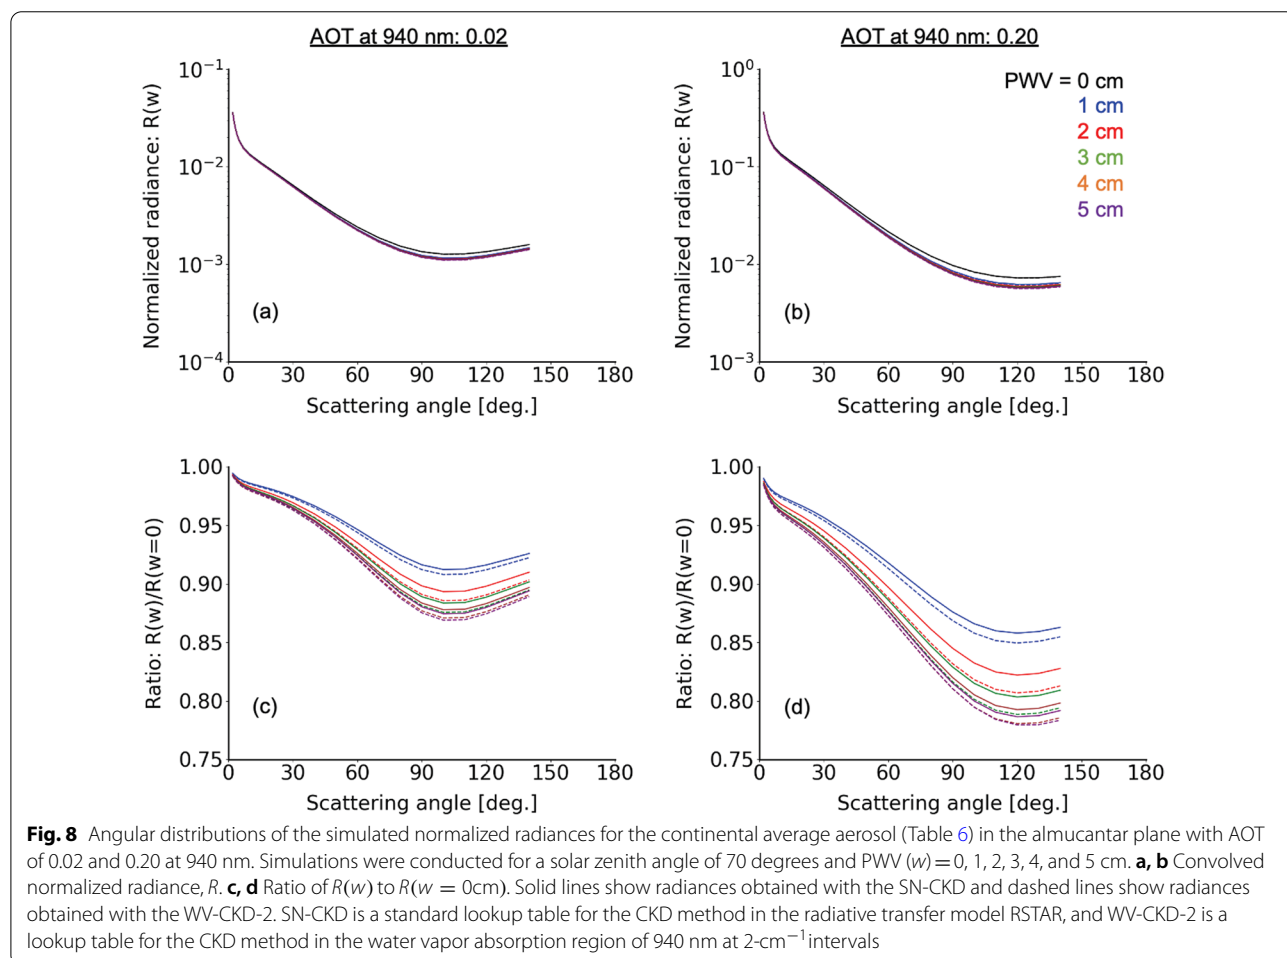 AOT at 940 nm: 0.02
10⁻¹
10⁻²
10⁻³
10⁻⁴
Normalized radiance: R(w)
(a)
0 30 60 90 120 150 180
Scattering angle [deg.]
AOT at 940 nm: 0.20
10⁰
10⁻¹
10⁻²
10⁻³
Normalized radiance: R(w)
PWV = 0 cm
1 cm
2 cm
3 cm
4 cm
5 cm
(b)
0 30 60 90 120 150 180
Scattering angle [deg.]
1.00
0.95
0.90
0.85
0.80
0.75
Ratio: R(w)/R(w=0)
(c)
0 30 60 90 120 150 180
Scattering angle [deg.]
1.00
0.95
0.90
0.85
0.80
0.75
Ratio: R(w)/R(w=0)
(d)
0 30 60 90 120 150 180
Scattering angle [deg.]
Fig. 8 Angular distributions of the simulated normalized radiances for the continental average aerosol (Table 6) in the almucantar plane with AOT
of 0.02 and 0.20 at 940 nm. Simulations were conducted for a solar zenith angle of 70 degrees and PWV (w) = 0, 1, 2, 3, 4, and 5 cm. a, b Convolved
normalized radiance, R. c, d Ratio of R(w) to R(w = 0cm). Solid lines show radiances obtained with the SN-CKD and dashed lines show radiances
obtained with the WV-CKD-2. SN-CKD is a standard lookup table for the CKD method in the radiative transfer model RSTAR, and WV-CKD-2 is a
lookup table for the CKD method in the water vapor absorption region of 940 nm at 2-cm⁻¹ intervals